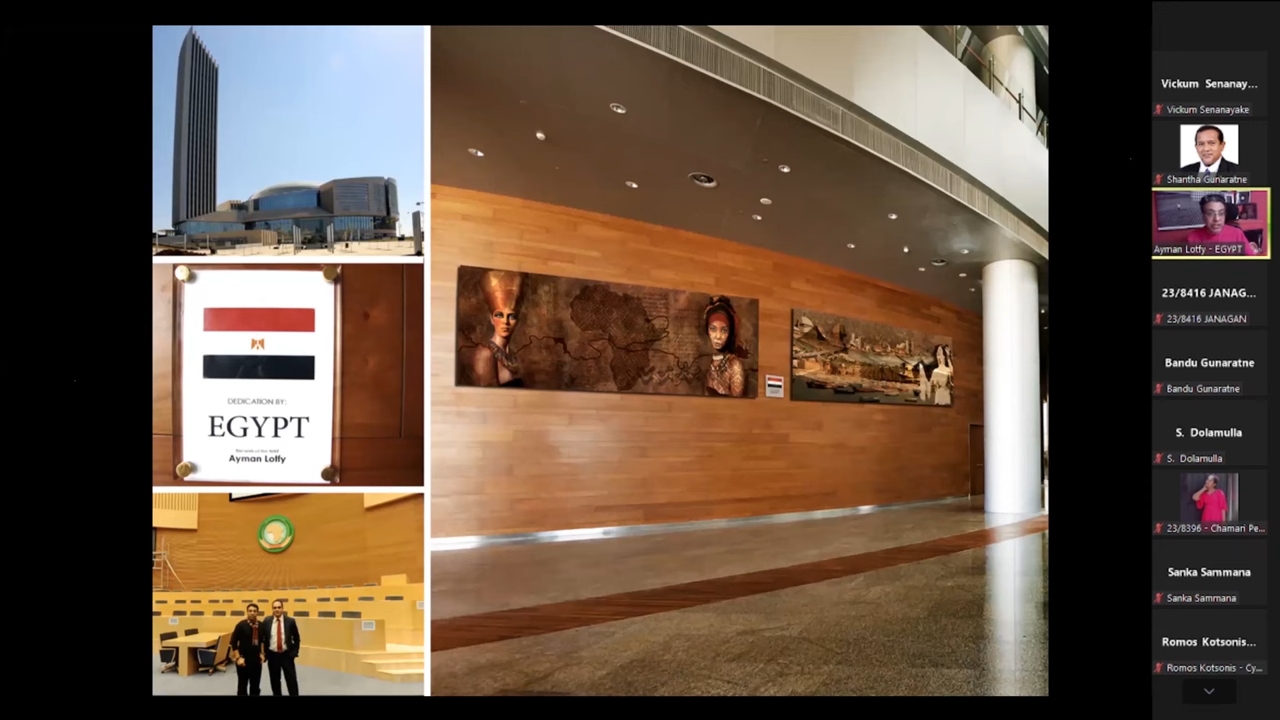 DEDICATION BY:
EGYPT
Ayman Lotfy
Vickum Senanay...
Vickum Senanayake
Shantha Gunaratne
Ayman Lotfy - EGYPT
23/8416 JANAG...
23/8416 JANAGAN
Bandu Gunaratne
Bandu Gunaratne
S. Dolamulla
S. Dolamulla
23/8396 - Chamari Pe...
Sanka Sammana
Sanka Sammana
Romos Kotsonis...
Romos Kotsonis - Cy...